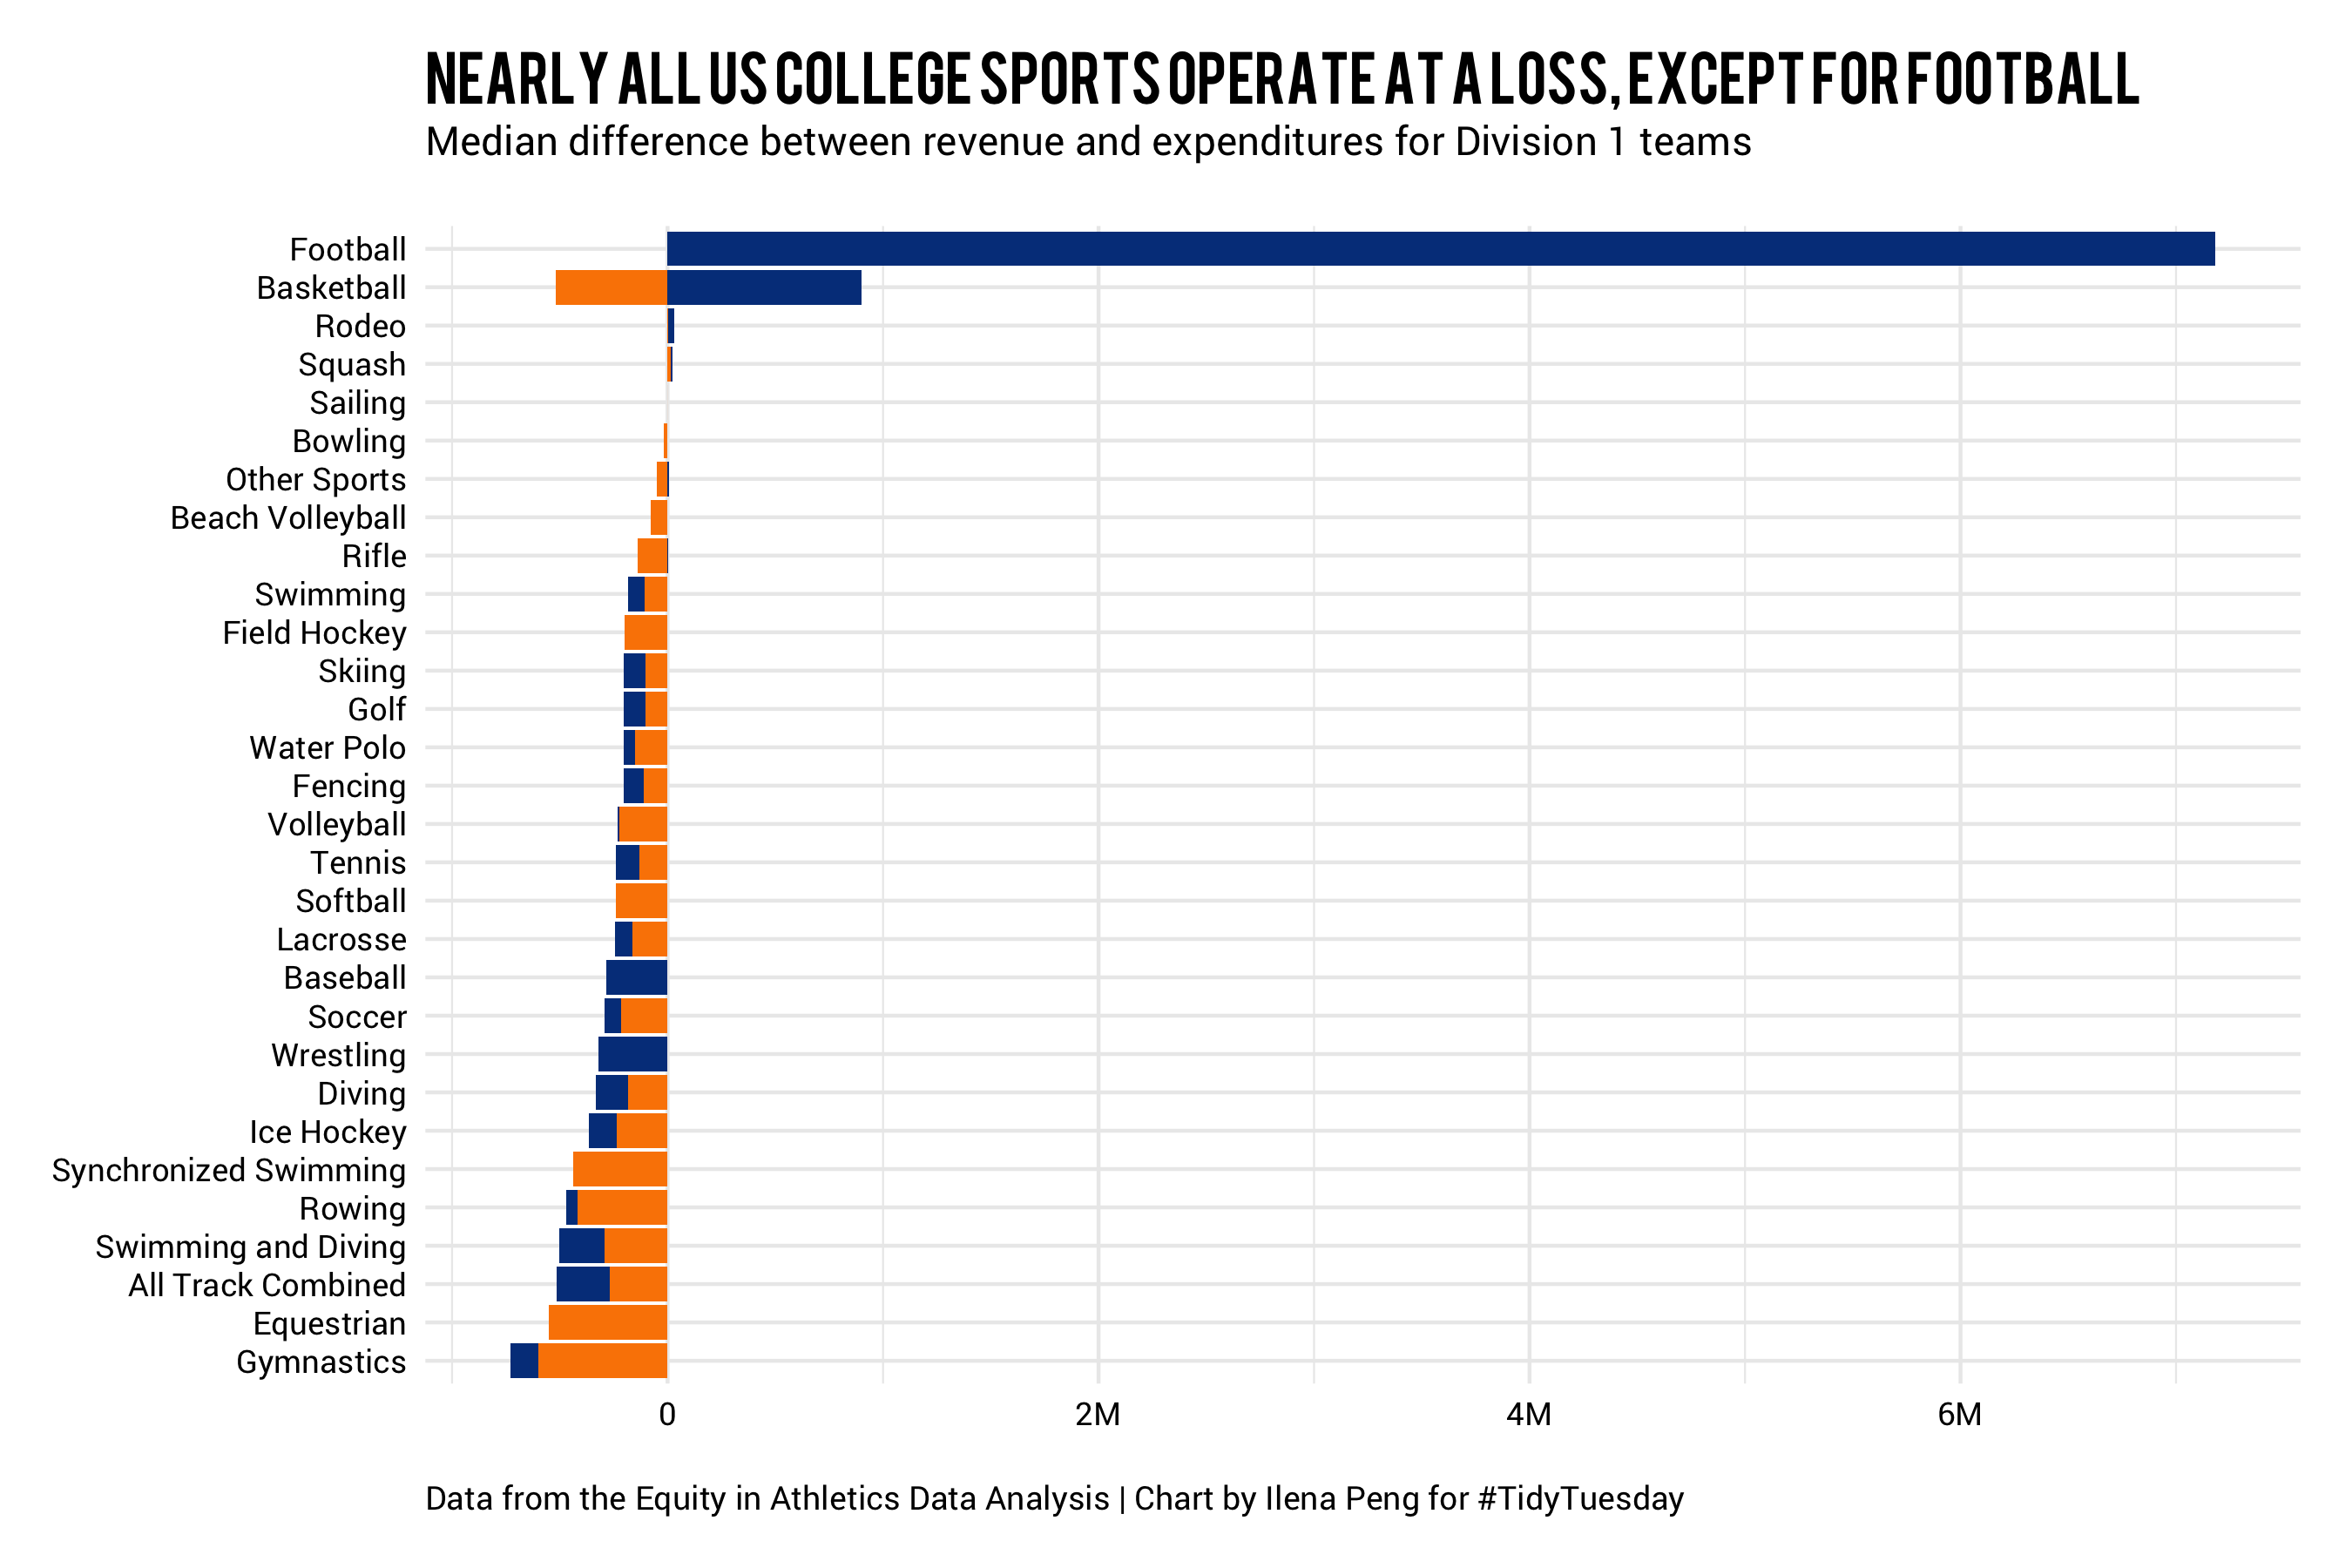 NEARLY ALL US COLLEGE SPORTS OPERATE AT A LOSS, EXCEPT FOR FOOTBALL
Median difference between revenue and expenditures for Division 1 teams
Football
Basketball
Rodeo
Squash
Sailing
Bowling
Other Sports
Beach Volleyball
Rifle
Swimming
Field Hockey
Skiing
Golf
Water Polo
Fencing
Volleyball
Tennis
Softball
Lacrosse
Baseball
Soccer
Wrestling
Diving
Ice Hockey
Synchronized Swimming
Rowing
Swimming and Diving
All Track Combined
Equestrian
Gymnastics
0 2M 4M 6M
Data from the Equity in Athletics Data Analysis | Chart by Ilena Peng for #TidyTuesday